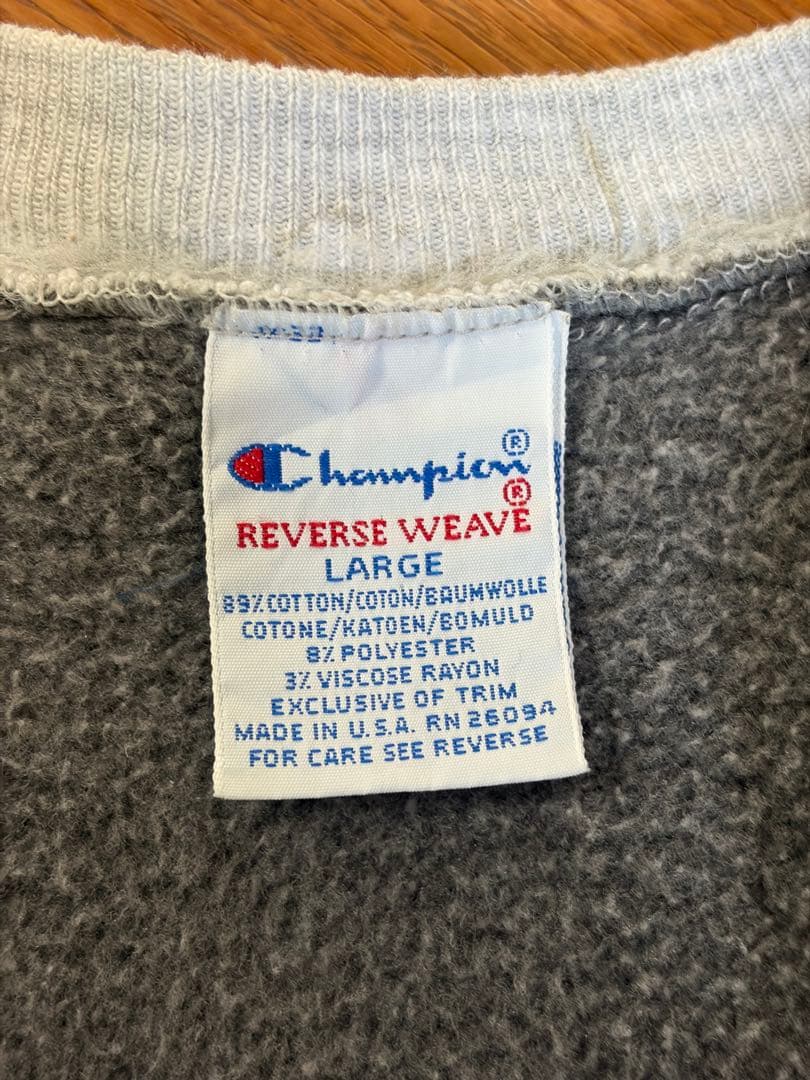 Champion®
REVERSE WEAVE®
LARGE
89% COTTON/COTON/BAUMWOLLE
COTONE/KATOEN/BOMULD
8% POLYESTER
3% VISCOSE RAYON
EXCLUSIVE OF TRIM
MADE IN U.S.A. RN 26094
FOR CARE SEE REVERSE